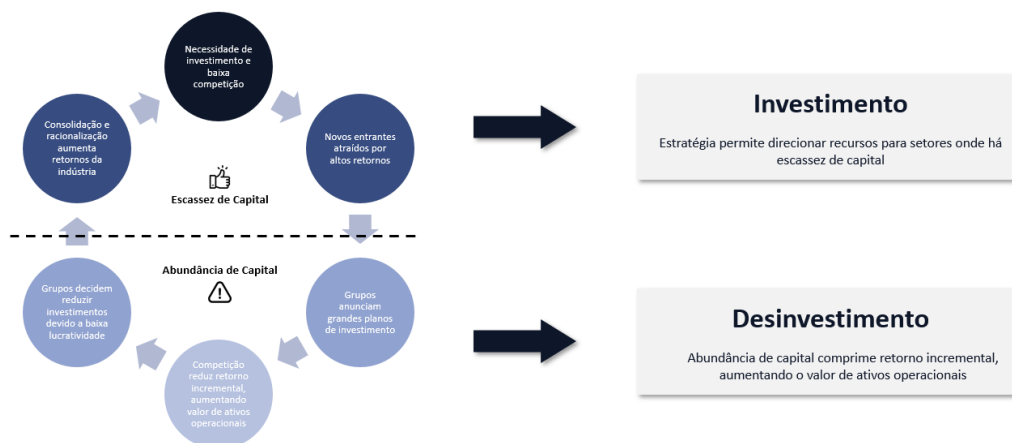 Necessidade de
investimento e
baixa
competição
Consolidação e
racionalização
aumenta
retornos da
indústria
Novos entrantes
atraídos por
altos retornos
Escassez de Capital
Abundância de Capital
Grupos decidem
reduzir
investimentos
devido a baixa
lucratividade
Grupos
anunciam
grandes planos
de investimento
Competição
reduz retorno
incremental,
aumentando
valor de ativos
operacionais
Investimento
Estratégia permite direcionar recursos para setores onde há
escassez de capital
Desinvestimento
Abundância de capital comprime retorno incremental,
aumentando o valor de ativos operacionais